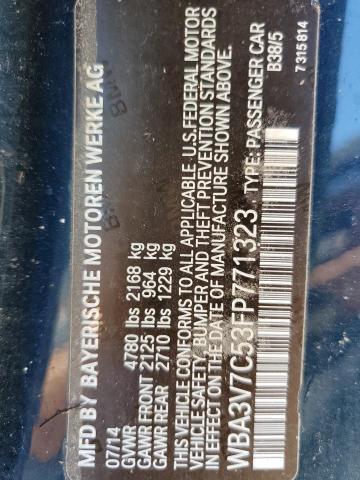 MFD BY BAYERISCHE MOTOREN WERKE AG
07/14
GVWR 4780 lbs 2168 kg
GAWR FRONT 2125 lbs 964 kg
GAWR REAR 2710 lbs 1229 kg
THIS VEHICLE CONFORMS TO ALL APPLICABLE U.S. FEDERAL MOTOR
VEHICLE SAFETY, BUMPER AND THEFT PREVENTION STANDARDS
IN EFFECT ON THE DATE OF MANUFACTURE SHOWN ABOVE.
WBA3V7C53FP771323 TYPE: PASSENGER CAR
B38/5
7315814